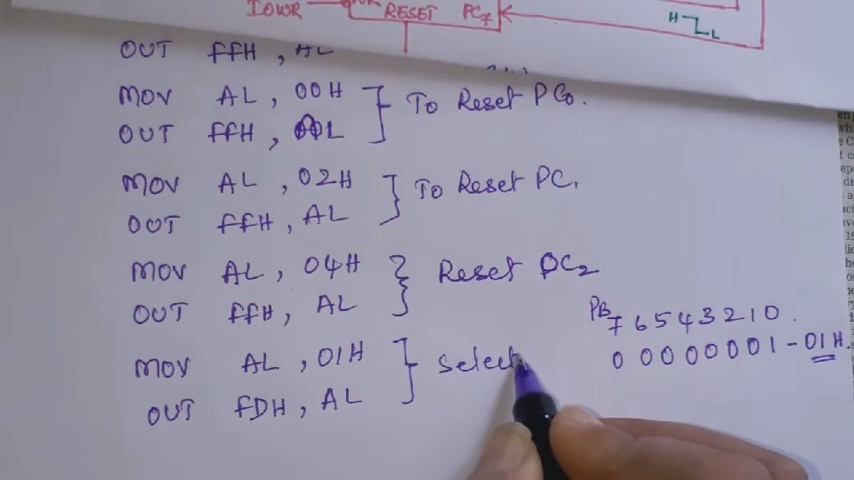 IOWR RESET PC7 H L
OUT FFH, AL
MOV AL, 00H To Reset PC0.
OUT FFH, AL
MOV AL, 02H To Reset PC1
OUT FFH, AL
MOV AL, 04H Reset PC2
OUT FFH, AL
PB 7 6 5 4 3 2 1 0
0 0 0 0 0 0 0 1 - 01H.
MOV AL, 01H Select
OUT FDH, AL